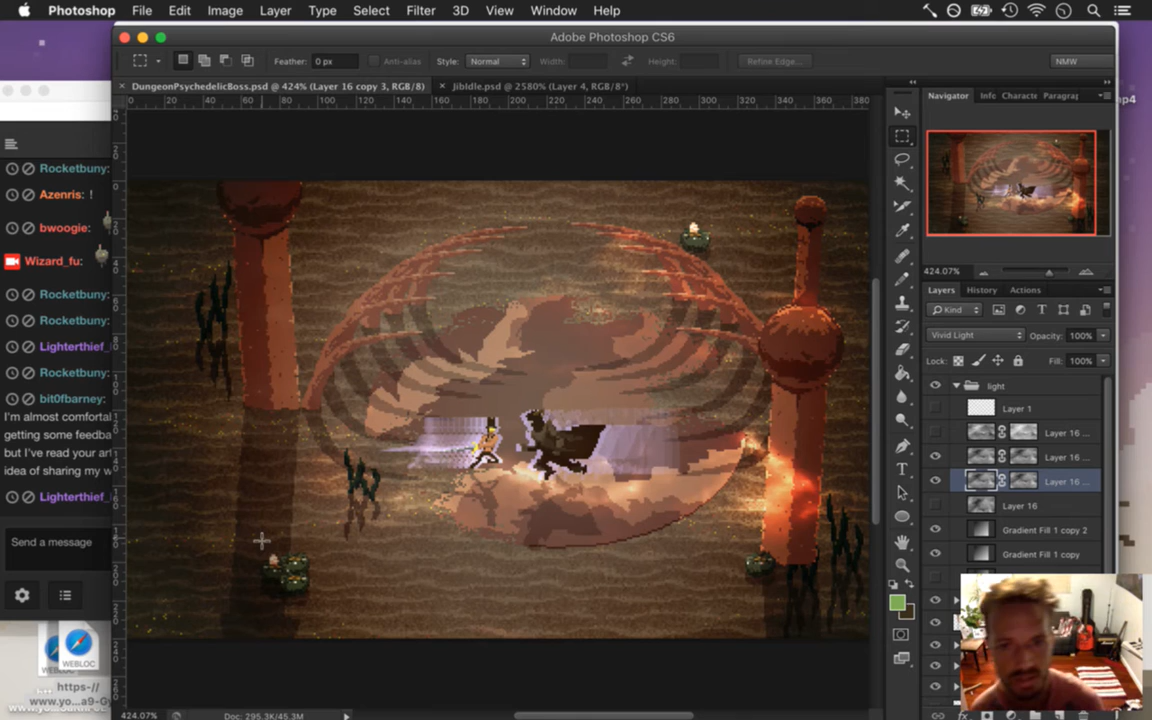 Photoshop File Edit Image Layer Type Select Filter 3D View Window Help
Adobe Photoshop CS6
Feather: 0 px Anti-alias Style: Normal Width: Height: Refine Edge... NMW
DungeonPsychedelicBoss.psd @ 424% (Layer 16 copy 3, RGB/8)
JibIdle.psd @ 2580% (Layer 4, RGB/8*)
Navigator Info Characte Paragraj
424.07%
Layers History Actions
Kind
Vivid Light Opacity: 100%
Lock: Fill: 100%
light
Layer 1
Layer 16 ...
Layer 16 ...
Layer 16 ...
Layer 16
Gradient Fill 1 copy 2
Gradient Fill 1 copy
Rocketbuny:
Azenris: !
bwoogie:
Wizard_fu:
Rocketbuny:
Rocketbuny:
Lighterthief_
Rocketbuny:
bit0fbarney:
I'm almost comforta
getting some feedba
but I've read your art
idea of sharing my w
Lighterthief_
Send a message
WEBLOC
https-//
www.yo...a9-Gy
424.07% Doc: 295.3K/45.3M
mp4